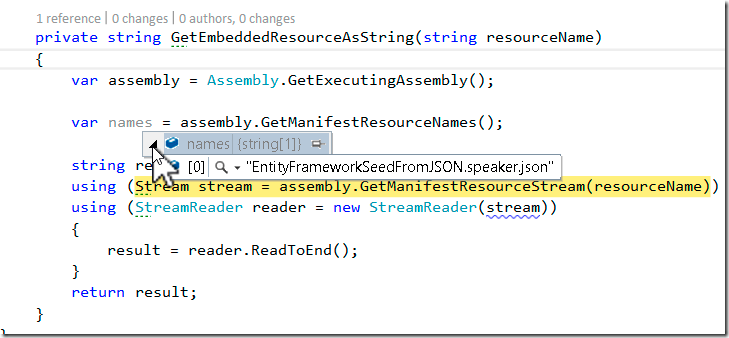 1 reference | 0 changes | 0 authors, 0 changes
private string GetEmbeddedResourceAsString(string resourceName)
{
var assembly = Assembly.GetExecutingAssembly();
var names = assembly.GetManifestResourceNames();
names {string[1]}
string re
[0] "EntityFrameworkSeedFromJSON.speaker.json"
using (Stream stream = assembly.GetManifestResourceStream(resourceName))
using (StreamReader reader = new StreamReader(stream))
{
result = reader.ReadToEnd();
}
return result;
}
}